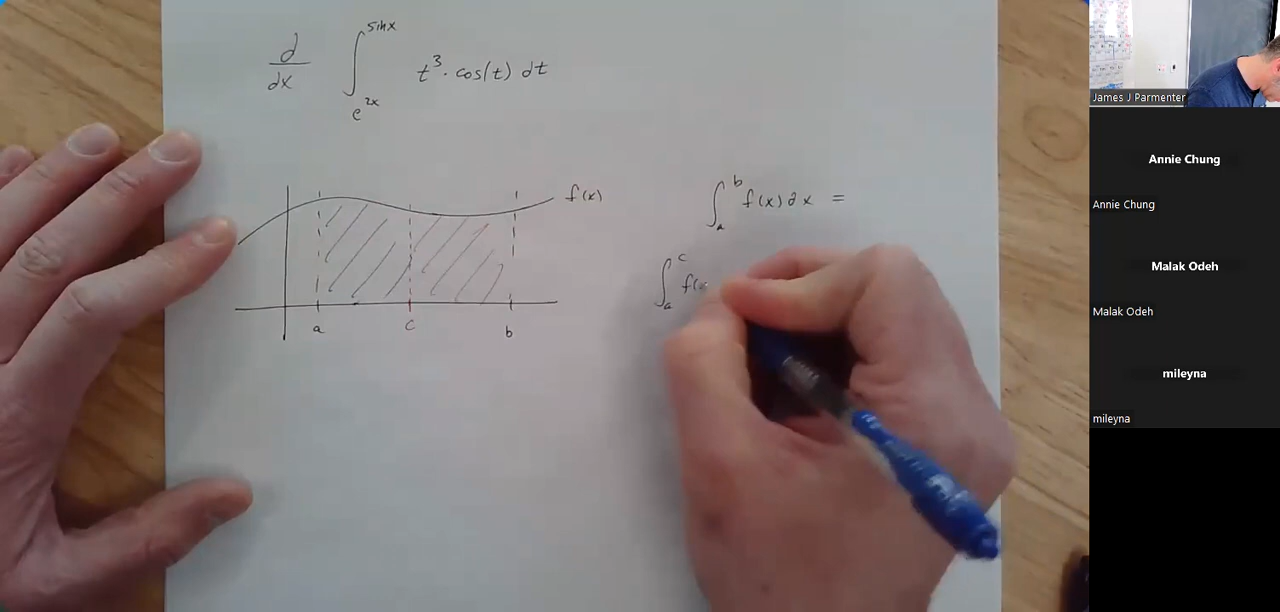 d/dx ∫_{e^{2x}}^{sinx} t³ · cos(t) dt
f(x)
a c b
∫_a^b f(x) dx =
∫_a^c f(
James J Parmenter
Annie Chung
Annie Chung
Malak Odeh
Malak Odeh
mileyna
mileyna